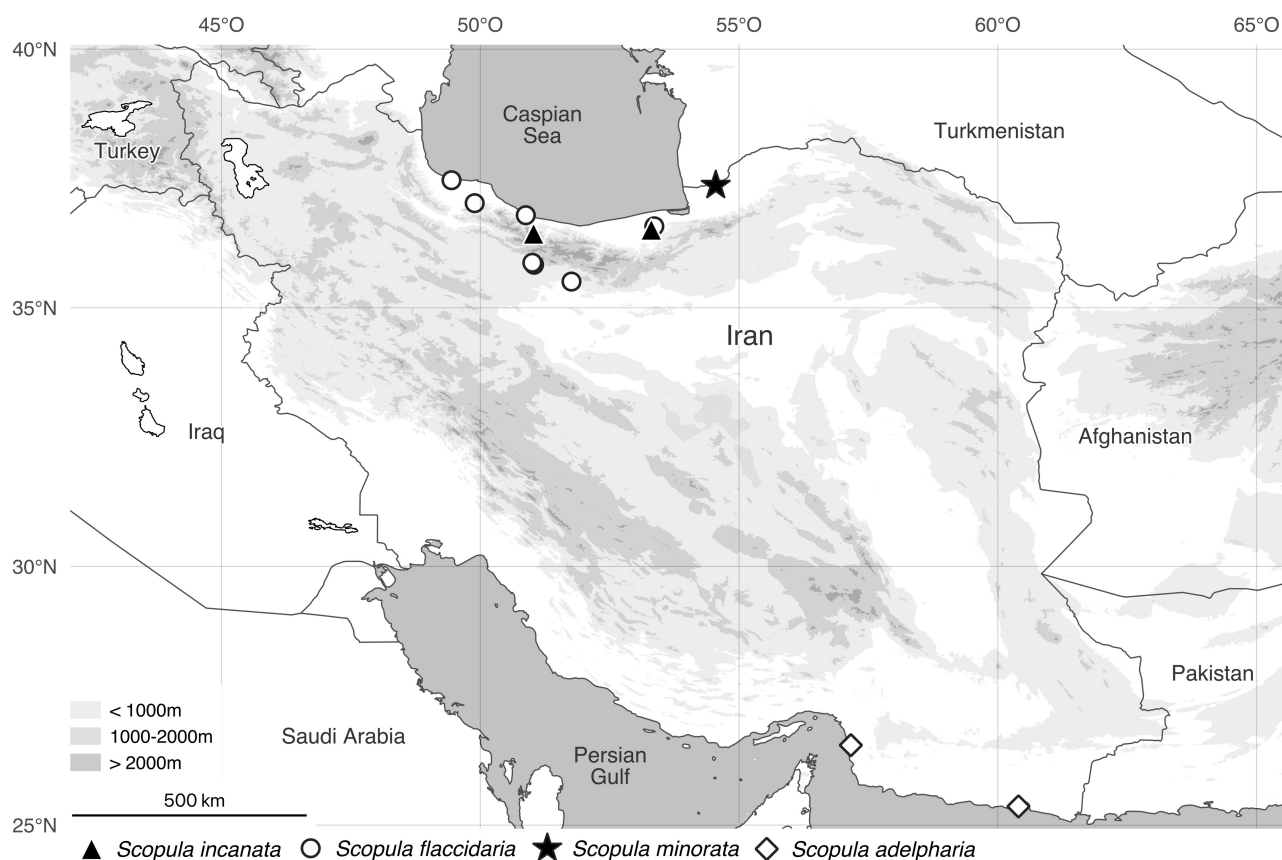 45°O 50°O 55°O 60°O 65°O
40°N
Caspian
Sea
Turkmenistan
Turkey
35°N
Iran
Iraq
Afghanistan
30°N
Pakistan
< 1000m
1000-2000m
> 2000m
Saudi Arabia
Persian
Gulf
500 km
25°N
Scopula incanata Scopula flaccidaria Scopula minorata Scopula adelpharia